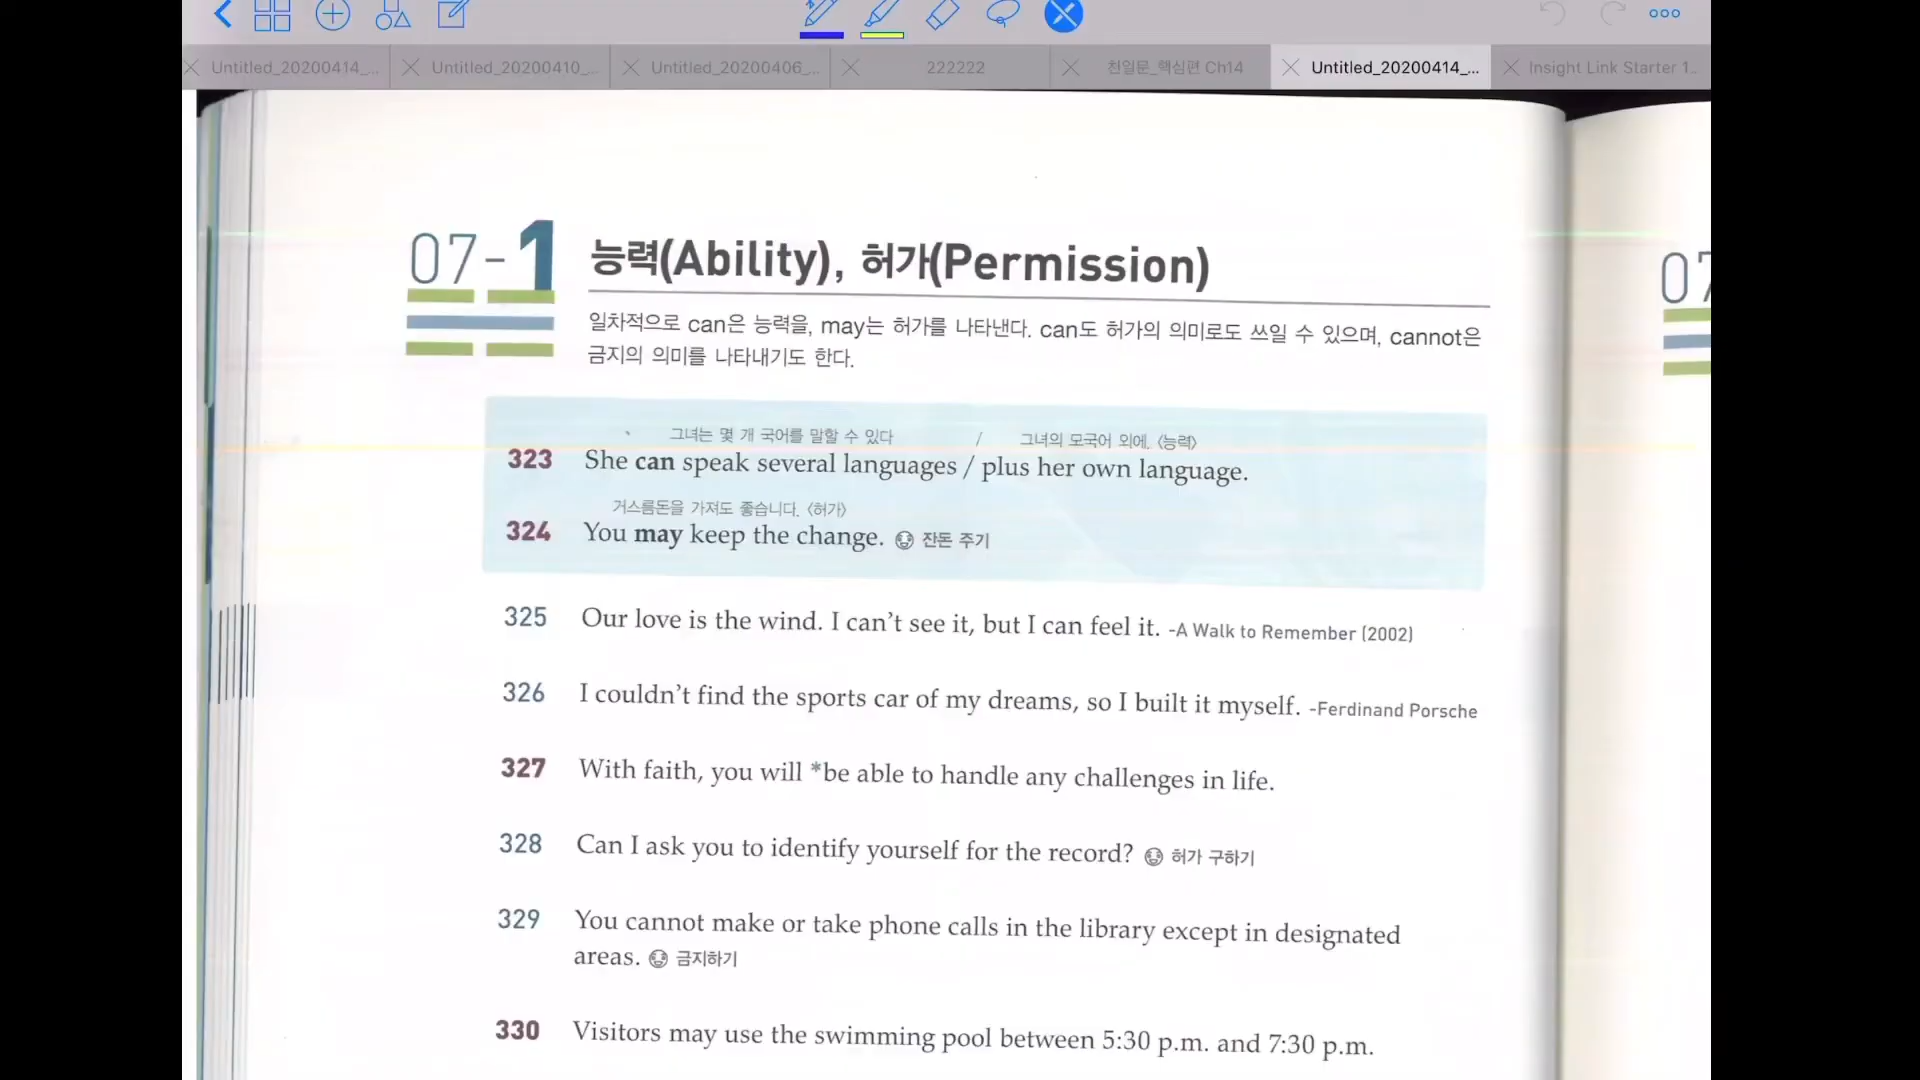 Untitled_20200414_...
Untitled_20200410_...
Untitled_20200406_...
222222
천일문_핵심편 Ch14
Untitled_20200414_...
Insight Link Starter 1...
07-1 능력(Ability), 허가(Permission)
일차적으로 can은 능력을, may는 허가를 나타낸다. can도 허가의 의미로도 쓰일 수 있으며, cannot은
금지의 의미를 나타내기도 한다.
그녀는 몇 개 국어를 말할 수 있다 / 그녀의 모국어 외에. 〈능력〉
323 She can speak several languages / plus her own language.
거스름돈을 가져도 좋습니다. 〈허가〉
324 You may keep the change. 잔돈 주기
325 Our love is the wind. I can't see it, but I can feel it. -A Walk to Remember (2002)
326 I couldn't find the sports car of my dreams, so I built it myself. -Ferdinand Porsche
327 With faith, you will *be able to handle any challenges in life.
328 Can I ask you to identify yourself for the record? 허가 구하기
329 You cannot make or take phone calls in the library except in designated
areas. 금지하기
330 Visitors may use the swimming pool between 5:30 p.m. and 7:30 p.m.
07